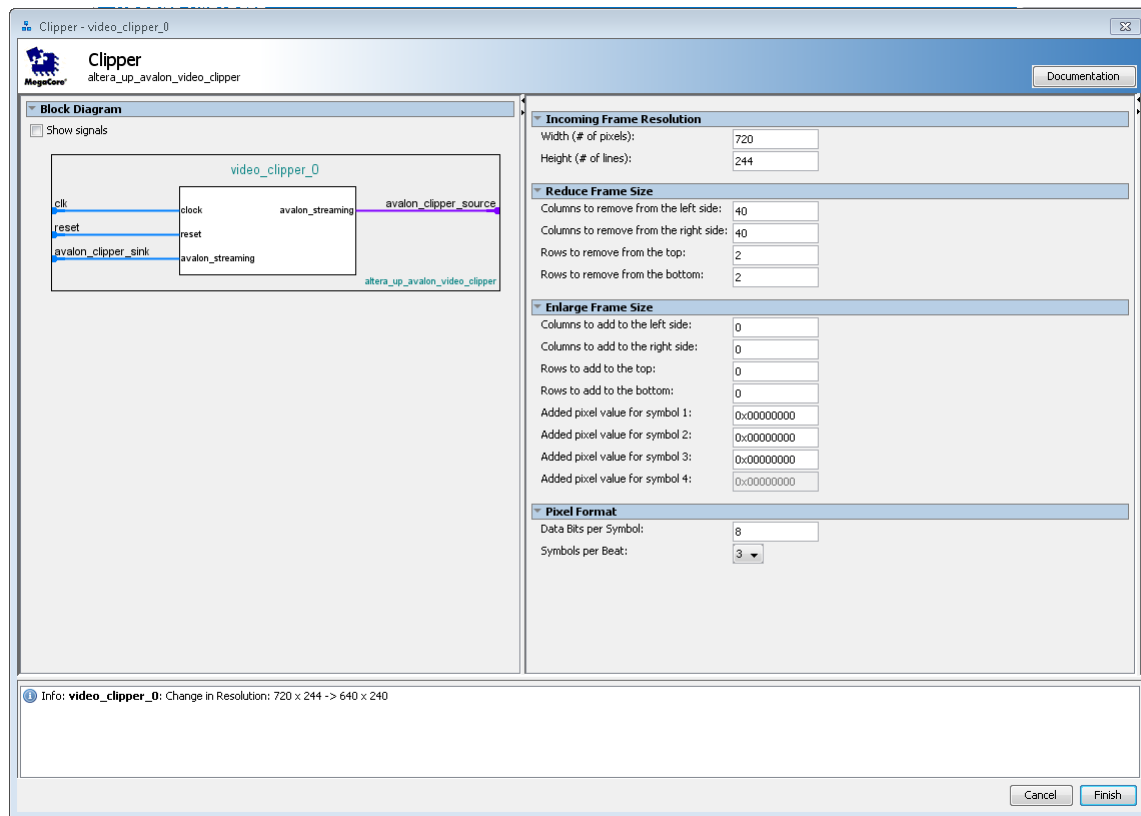 Clipper - video_clipper_0
MegaCore'
Clipper
altera_up_avalon_video_clipper
Documentation
Block Diagram
Show signals
video_clipper_0
clk
clock
avalon_streaming
avalon_clipper_source
reset
reset
avalon_clipper_sink
avalon_streaming
altera_up_avalon_video_clipper
Incoming Frame Resolution
Width (# of pixels): 720
Height (# of lines): 244
Reduce Frame Size
Columns to remove from the left side: 40
Columns to remove from the right side: 40
Rows to remove from the top: 2
Rows to remove from the bottom: 2
Enlarge Frame Size
Columns to add to the left side: 0
Columns to add to the right side: 0
Rows to add to the top: 0
Rows to add to the bottom: 0
Added pixel value for symbol 1: 0x00000000
Added pixel value for symbol 2: 0x00000000
Added pixel value for symbol 3: 0x00000000
Added pixel value for symbol 4: 0x00000000
Pixel Format
Data Bits per Symbol: 8
Symbols per Beat: 3
Info: video_clipper_0: Change in Resolution: 720 x 244 -> 640 x 240
Cancel
Finish